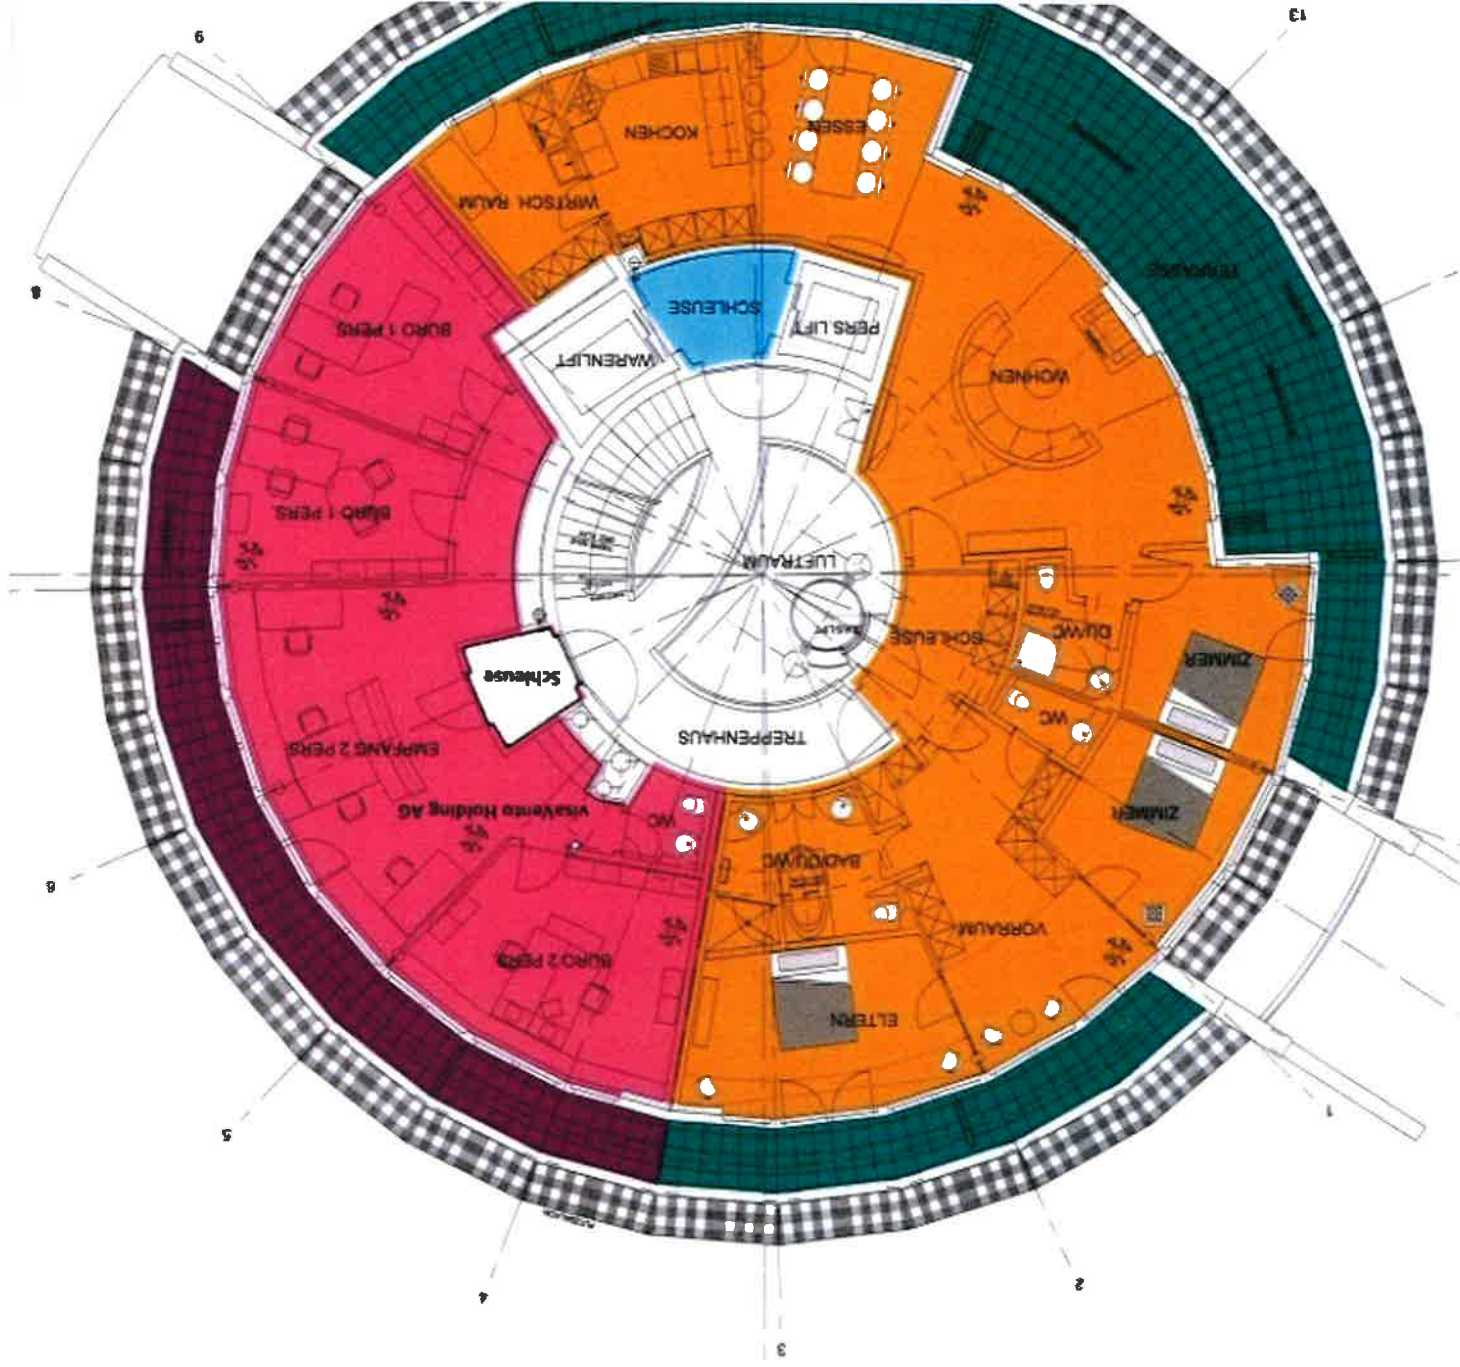 3
2
4
1
5
ELTERN
BÜRO 2 PERS
VORRAUM
6
BAD/DU/WC
WC
visavento Holding AG
ZIMMER
EMPFANG 2 PERS
TREPPENHAUS
WC
Schleuse
ZIMMER
DU/WC
SCHLEUSE
LUFTRAUM
BÜRO 1 PERS
WOHNEN
WARENLIFT
PERS LIFT
BÜRO 1 PERS
SCHLEUSE
8
TERRASSE
WIRTSCH. RAUM
KOCHEN
ESSEN
9
13